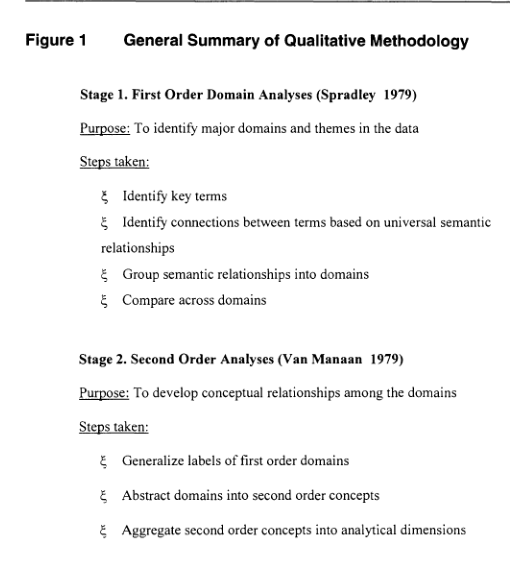 Figure 1 General Summary of Qualitative Methodology
Stage 1. First Order Domain Analyses (Spradley 1979)
Purpose: To identify major domains and themes in the data
Steps taken:
ξ Identify key terms
ξ Identify connections between terms based on universal semantic
relationships
ξ Group semantic relationships into domains
ξ Compare across domains
Stage 2. Second Order Analyses (Van Manaan 1979)
Purpose: To develop conceptual relationships among the domains
Steps taken:
ξ Generalize labels of first order domains
ξ Abstract domains into second order concepts
ξ Aggregate second order concepts into analytical dimensions